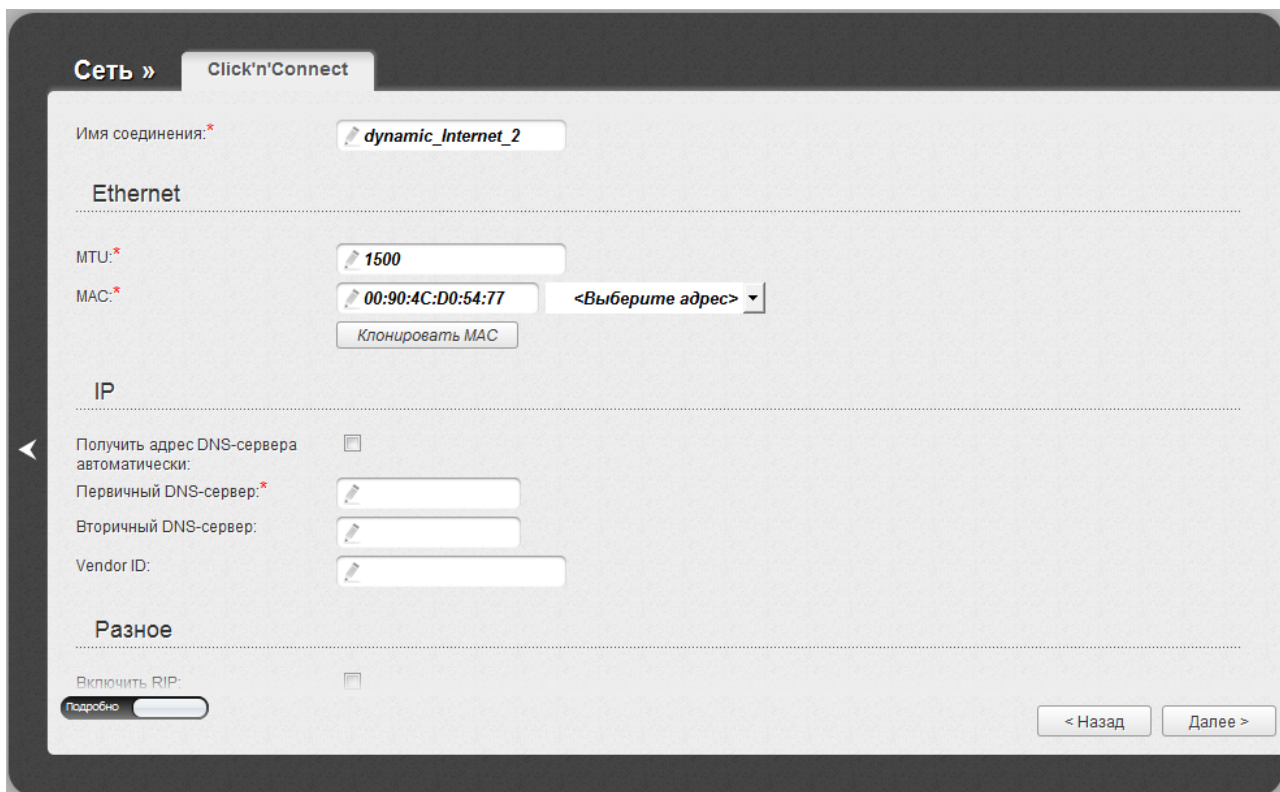 Сеть » Click'n'Connect
Имя соединения:* dynamic_Internet_2
Ethernet
MTU:* 1500
MAC:* 00:90:4C:D0:54:77 <Выберите адрес>
Клонировать MAC
IP
Получить адрес DNS-сервера
автоматически:
Первичный DNS-сервер:*
Вторичный DNS-сервер:
Vendor ID:
Разное
Включить RIP:
Подробно
< Назад Далее >